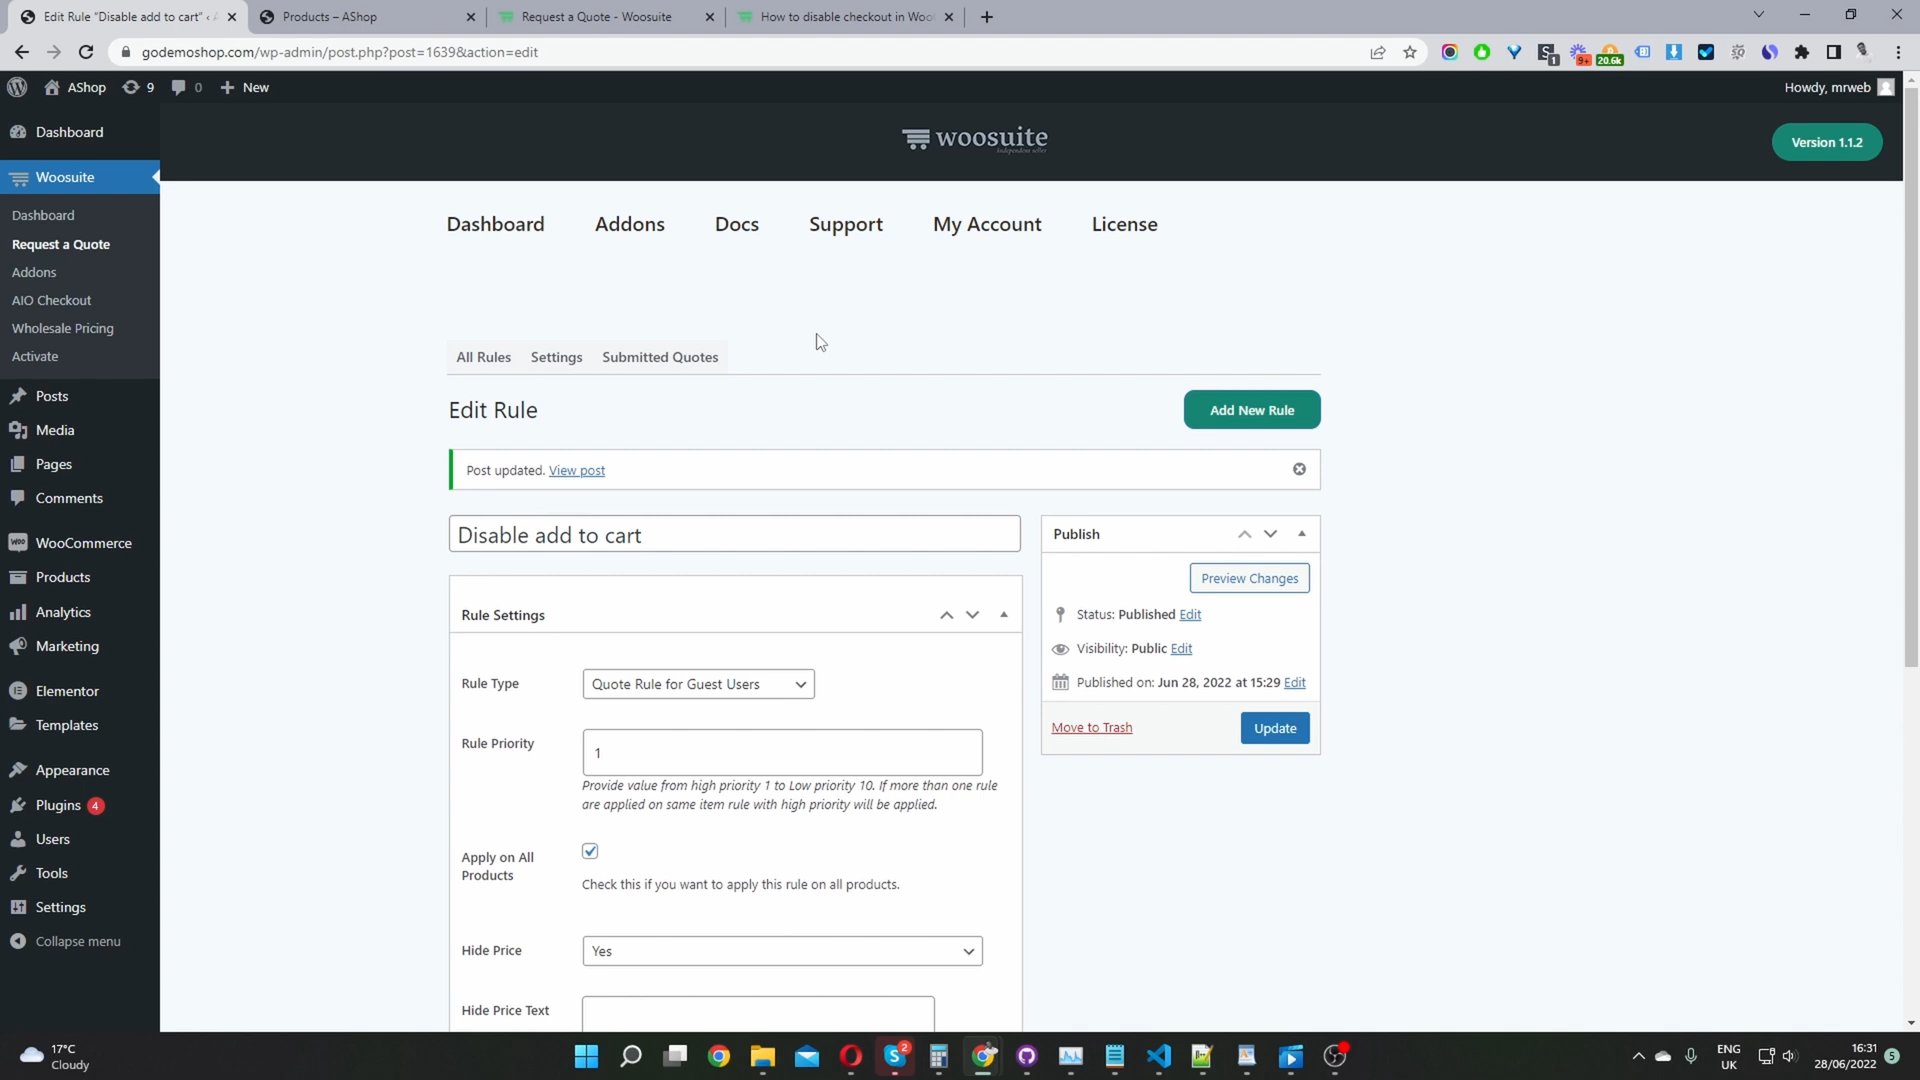 Edit Rule "Disable add to cart" ‹ A
Products – AShop
Request a Quote - Woosuite
How to disable checkout in Woo
godemoshop.com/wp-admin/post.php?post=1639&action=edit
1
9+
20.6k
AShop
9
0
New
Howdy, mrweb
Dashboard
Woosuite
Dashboard
Request a Quote
Addons
AIO Checkout
Wholesale Pricing
Activate
Posts
Media
Pages
Comments
WooCommerce
Products
Analytics
Marketing
Elementor
Templates
Appearance
Plugins 4
Users
Tools
Settings
Collapse menu
woosuite
Independent seller
Version 1.1.2
Dashboard
Addons
Docs
Support
My Account
License
All Rules
Settings
Submitted Quotes
Edit Rule
Add New Rule
Post updated. View post
Disable add to cart
Rule Settings
Rule Type
Quote Rule for Guest Users
Rule Priority
1
Provide value from high priority 1 to Low priority 10. If more than one rule
are applied on same item rule with high priority will be applied.
Apply on All
Products
Check this if you want to apply this rule on all products.
Hide Price
Yes
Hide Price Text
Publish
Preview Changes
Status: Published Edit
Visibility: Public Edit
Published on: Jun 28, 2022 at 15:29 Edit
Move to Trash
Update
17°C
Cloudy
2
ENG
UK
16:31
28/06/2022
5